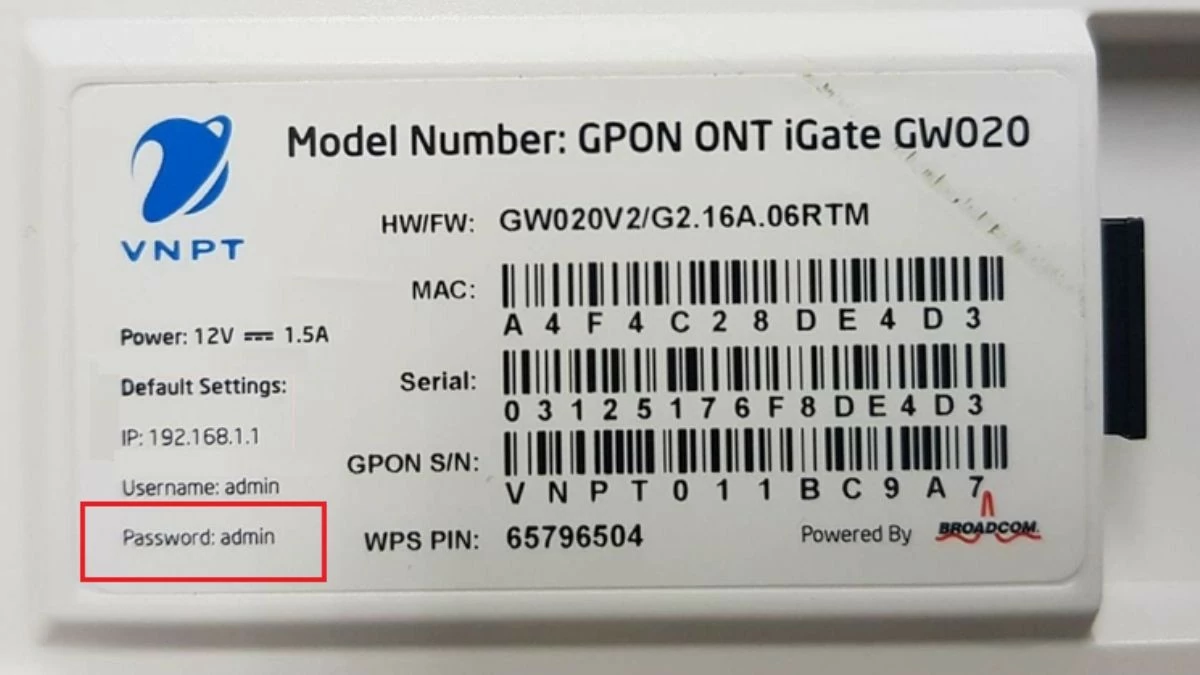 VNPT
Model Number: GPON ONT iGate GW020
HW/FW: GW020V2/G2.16A.06RTM
MAC:
A4F4C28DE4D3
Power: 12V ⎓ 1.5A
Default Settings:
Serial:
03125176F8DE4D3
IP: 192.168.1.1
GPON S/N:
VNPT011BC9A7
Username: admin
Password: admin
WPS PIN: 65796504
Powered By BROADCOM.